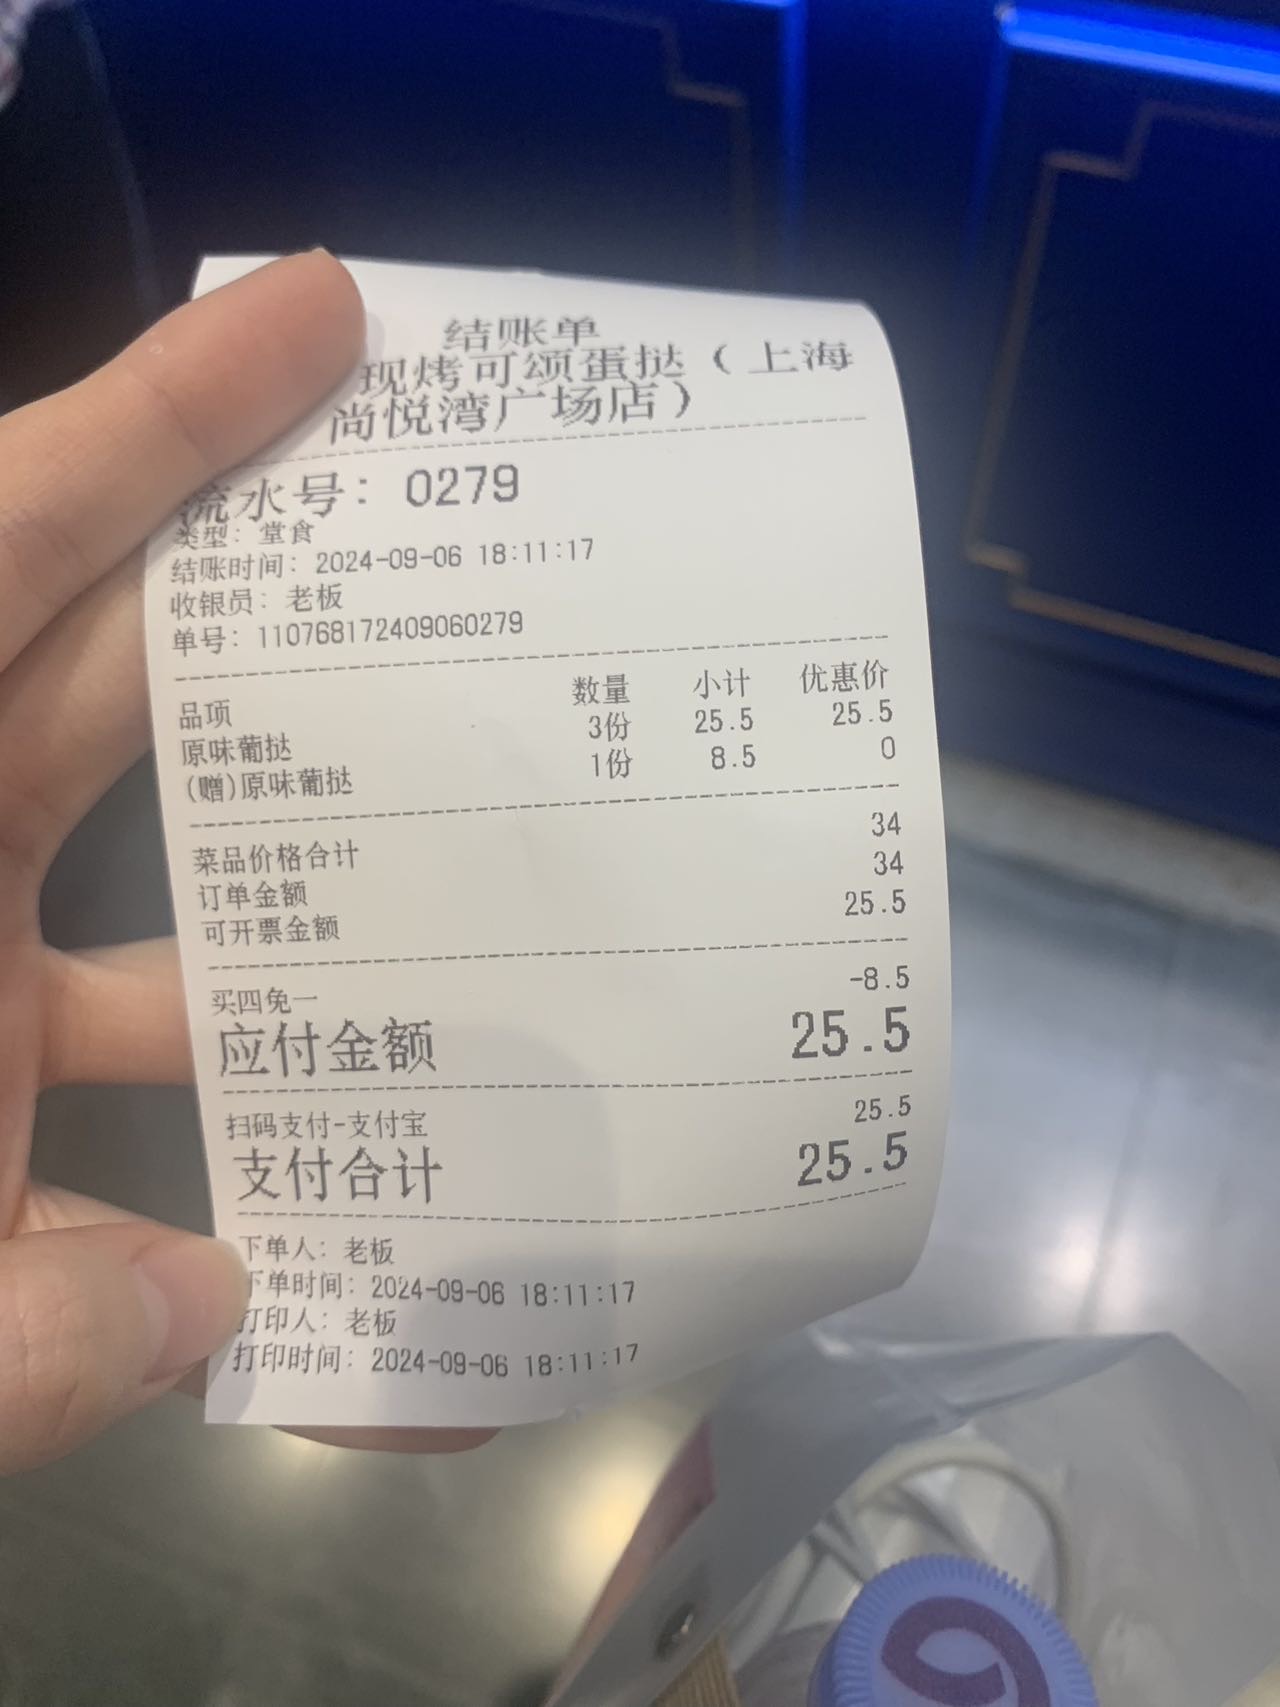 结账单
现烤可颂蛋挞（上海
尚悦湾广场店）
流水号：0279
类型：堂食
结账时间：2024-09-06 18:11:17
收银员：老板
单号：110768172409060279
品项 数量 小计 优惠价
原味葡挞 3份 25.5 25.5
(赠)原味葡挞 1份 8.5 0
菜品价格合计 34
订单金额 34
可开票金额 25.5
买四免一 -8.5
应付金额 25.5
扫码支付-支付宝 25.5
支付合计 25.5
下单人：老板
下单时间：2024-09-06 18:11:17
打印人：老板
打印时间：2024-09-06 18:11:17